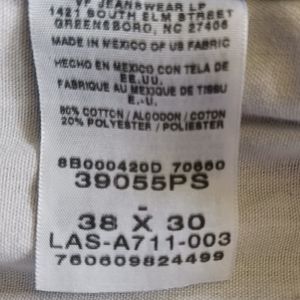 VF JEANSWEAR LP
1421 SOUTH ELM STREET
GREENSBORO, NC 27406
MADE IN MEXICO OF US FABRIC
HECHO EN MEXICO CON TELA DE
EE.UU.
FABRIQUE AU MEXIQUE DE TISSU
E.-U.
80% COTTON / ALGODON / COTON
20% POLYESTER / POLIESTER
8B000420D 70660
39055PS
-
38 X 30
LAS-A711-003
760609824499